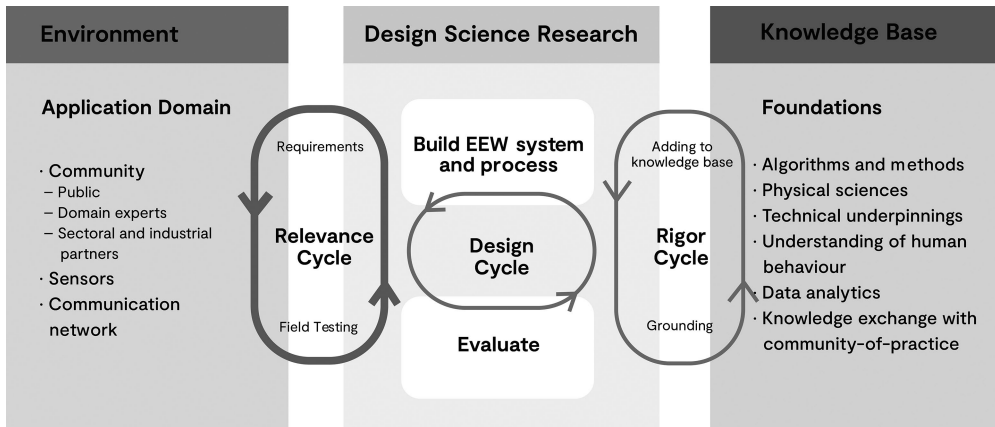 Environment
Application Domain
· Community
– Public
– Domain experts
– Sectoral and industrial
partners
· Sensors
· Communication
network
Requirements
Relevance
Cycle
Field Testing
Design Science Research
Build EEW system
and process
Design
Cycle
Evaluate
Adding to
knowledge base
Rigor
Cycle
Grounding
Knowledge Base
Foundations
· Algorithms and methods
· Physical sciences
· Technical underpinnings
· Understanding of human
behaviour
· Data analytics
· Knowledge exchange with
community-of-practice